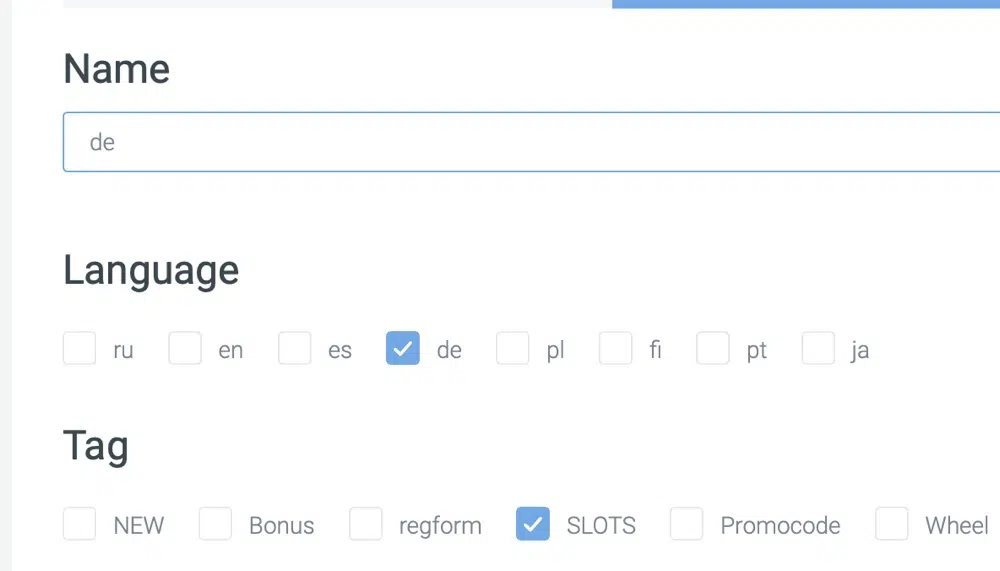 Name
de
Language
ru en es de pl fi pt ja
Tag
NEW Bonus regform SLOTS Promocode Wheel